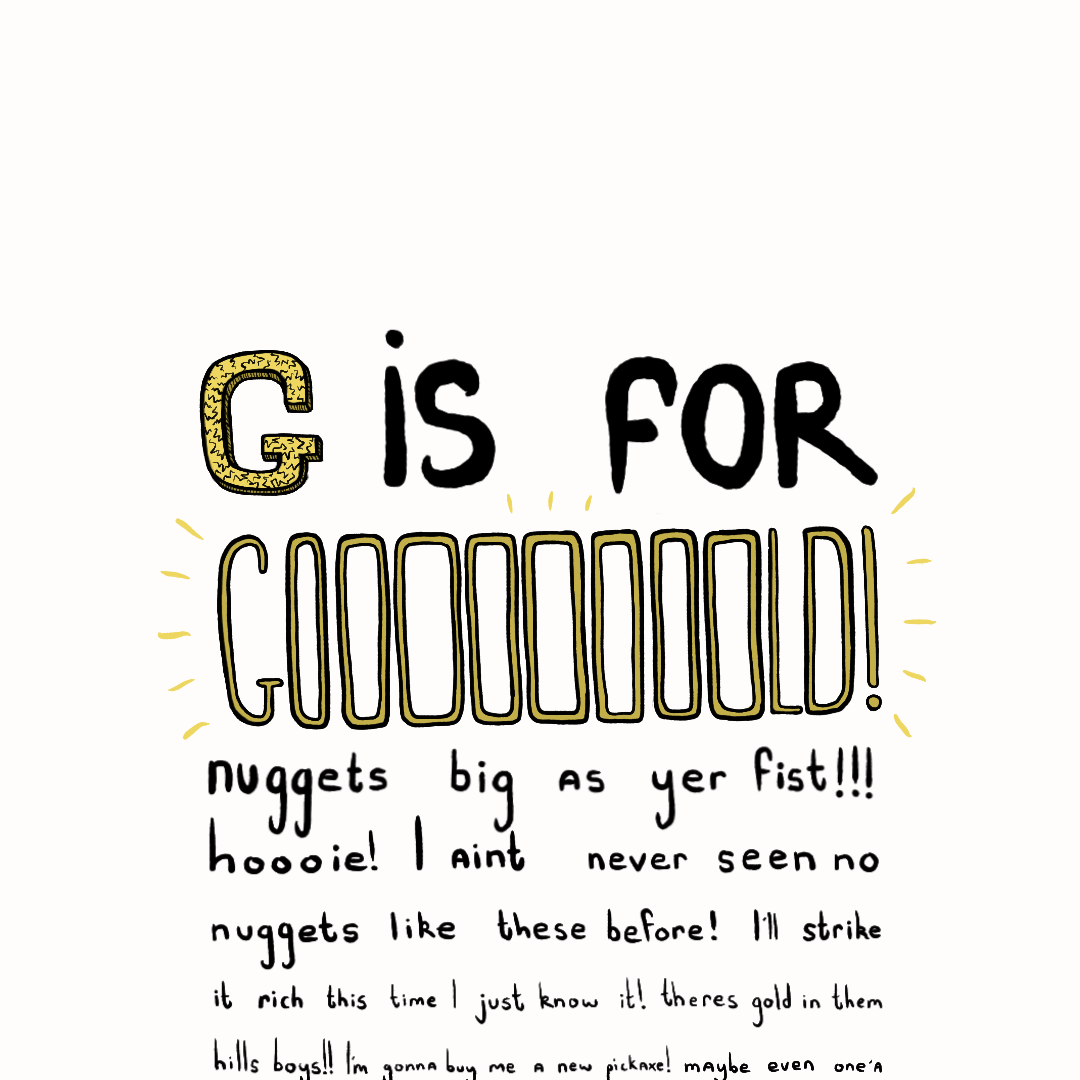 G is FOR
GOOOOOOOOLD!
nuggets big as yer fist!!!
hoooie! I aint never seen no
nuggets like these before! I'll strike
it rich this time I just know it! theres gold in them
hills boys!! I'm gonna buy me a new pickaxe! maybe even one'a